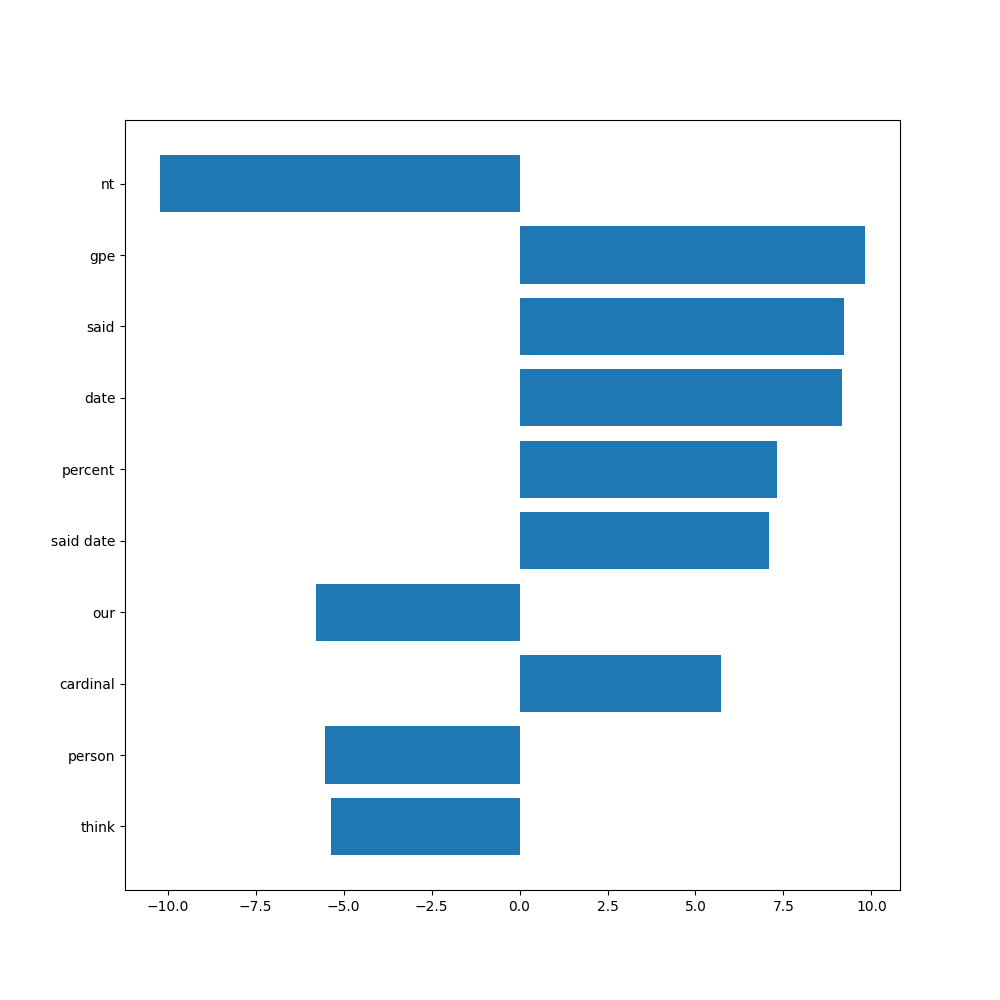 nt
gpe
said
date
percent
said date
our
cardinal
person
think
−10.0 −7.5 −5.0 −2.5 0.0 2.5 5.0 7.5 10.0